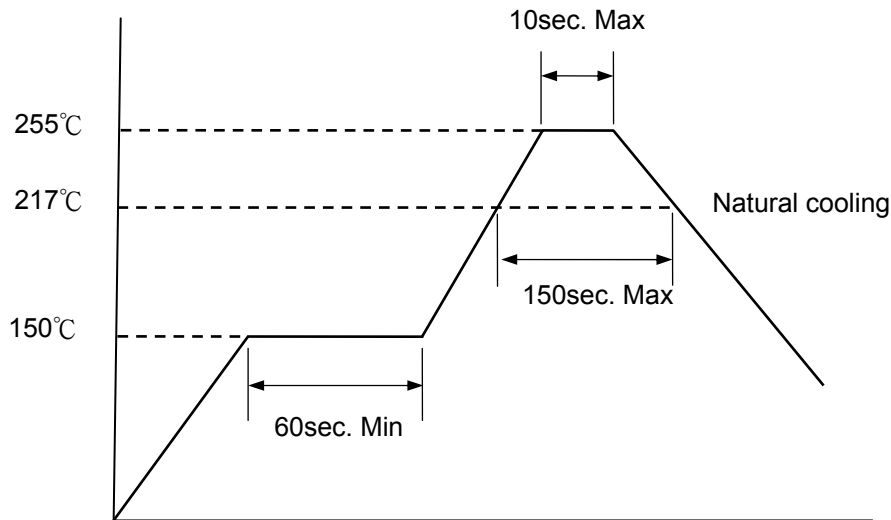 10sec. Max
255℃
217℃
Natural cooling
150sec. Max
150℃
60sec. Min